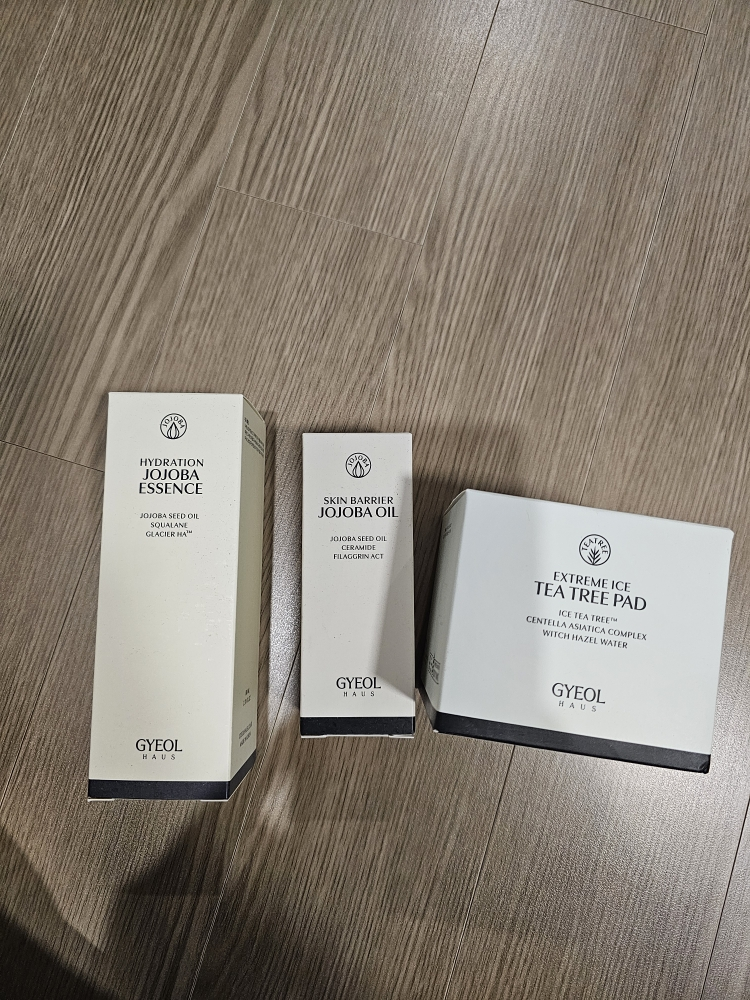 JOJOBA
HYDRATION
JOJOBA
ESSENCE
JOJOBA SEED OIL
SQUALANE
GLACIER HA™
GYEOL
HAUS
JOJOBA
SKIN BARRIER
JOJOBA OIL
JOJOBA SEED OIL
CERAMIDE
FILAGGRIN ACT
GYEOL
HAUS
TEATREE
EXTREME ICE
TEA TREE PAD
ICE TEA TREE™
CENTELLA ASIATICA COMPLEX
WITCH HAZEL WATER
GYEOL
HAUS